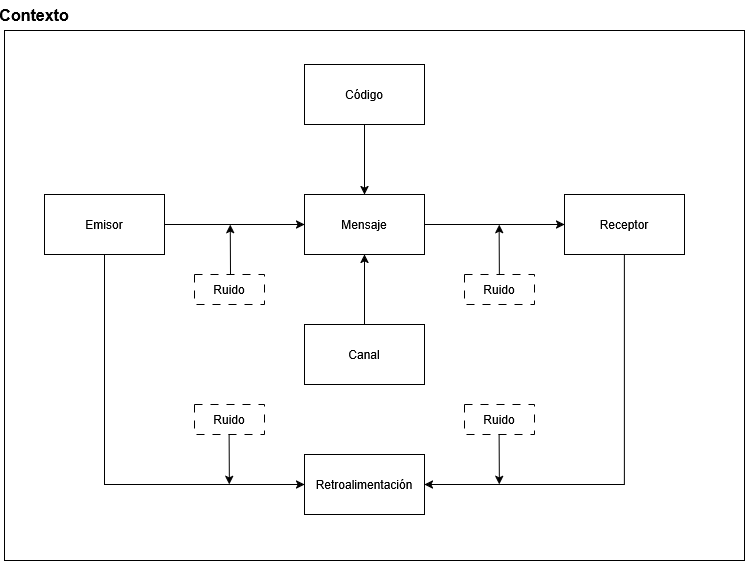 Contexto
Código
Emisor
Mensaje
Receptor
Ruido
Ruido
Canal
Ruido
Ruido
Retroalimentación